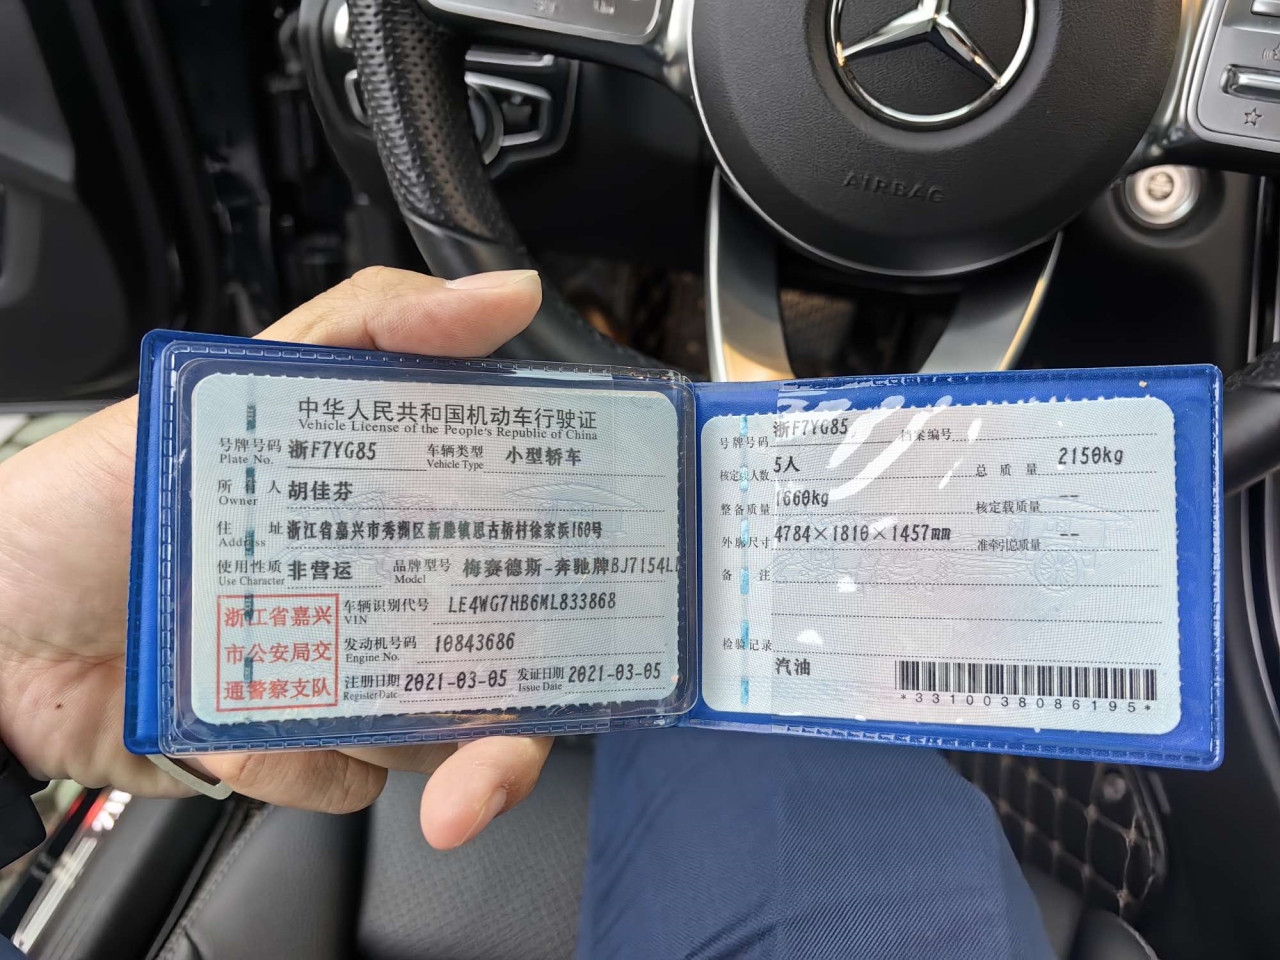 AIRBAG
中华人民共和国机动车行驶证
Vehicle License of the People's Republic of China
号牌号码 浙F7YG85 车辆类型 小型轿车
Plate No. Vehicle Type
所有人 胡佳芬
Owner
住址 浙江省嘉兴市秀洲区新塍镇思古桥村徐家浜160号
Address
使用性质 非营运 品牌型号 梅赛德斯-奔驰牌BJ7154L
Use Character Model
浙江省嘉兴
市公安局交
通警察支队
车辆识别代号 LE4WG7HB6ML833868
VIN
发动机号码 10843686
Engine No.
注册日期 2021-03-05 发证日期 2021-03-05
Register Date Issue Date
号牌号码 浙F7YG85 档案编号
核定载人数 5人 总质量 2150kg
整备质量 1660kg 核定载质量 --
外廓尺寸 4784×1810×1457mm 准牵引总质量 --
备注
检验记录
汽油
*3310038086195*